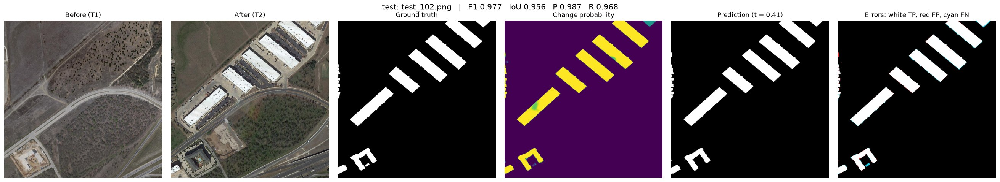 test: test_102.png   |   F1 0.977   IoU 0.956   P 0.987   R 0.968
Before (T1)
After (T2)
Ground truth
Change probability
Prediction (t = 0.41)
Errors: white TP, red FP, cyan FN